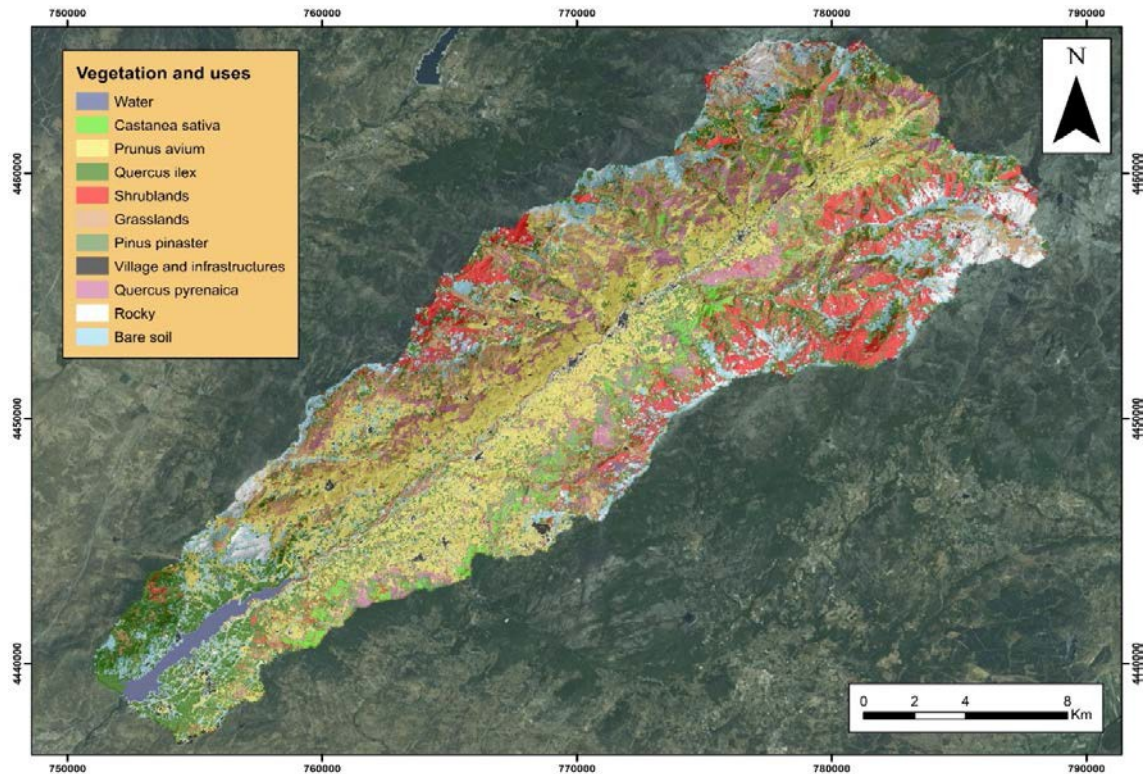 750000 760000 770000 780000 790000
N
Vegetation and uses
Water
Castanea sativa
Prunus avium
Quercus ilex
Shrublands
Grasslands
Pinus pinaster
Village and infrastructures
Quercus pyrenaica
Rocky
Bare soil
4460000 4460000
4450000 4450000
4440000 4440000
0 2 4 8
Km
750000 760000 770000 780000 790000